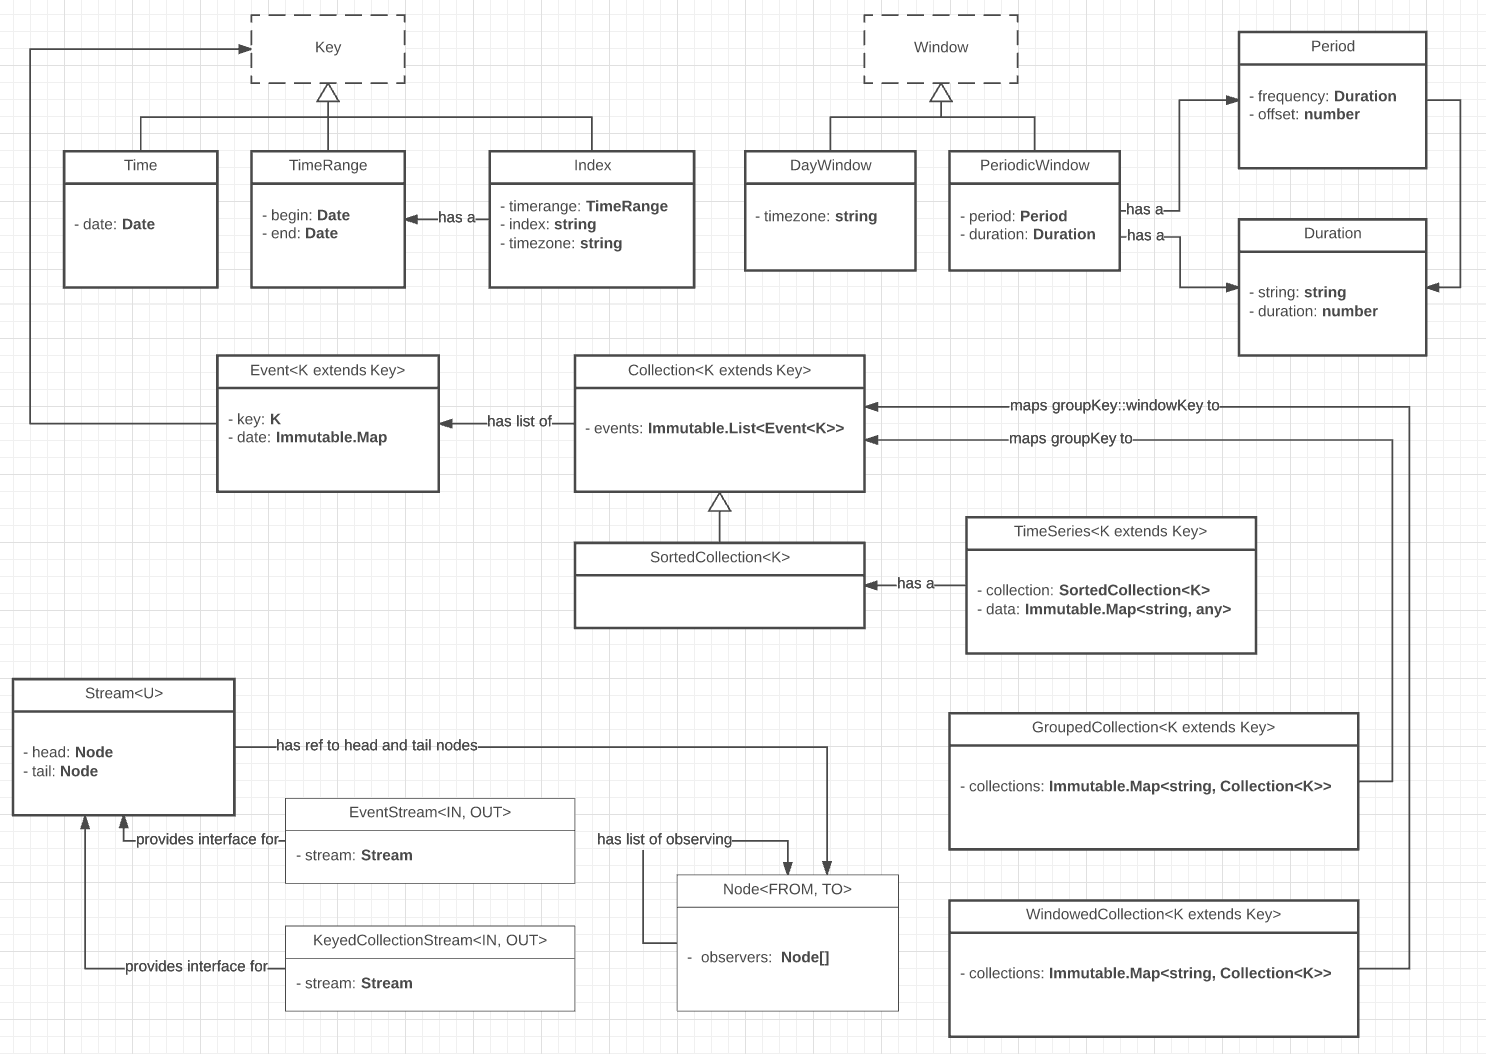 Key
Window
Period
- frequency: Duration
- offset: number
Time
- date: Date
TimeRange
- begin: Date
- end: Date
has a
Index
- timerange: TimeRange
- index: string
- timezone: string
DayWindow
- timezone: string
PeriodicWindow
- period: Period
- duration: Duration
has a
has a
Duration
- string: string
- duration: number
Event<K extends Key>
- key: K
- date: Immutable.Map
has list of
Collection<K extends Key>
- events: Immutable.List<Event<K>>
maps groupKey::windowKey to
maps groupKey to
SortedCollection<K>
has a
TimeSeries<K extends Key>
- collection: SortedCollection<K>
- data: Immutable.Map<string, any>
Stream<U>
- head: Node
- tail: Node
has ref to head and tail nodes
GroupedCollection<K extends Key>
- collections: Immutable.Map<string, Collection<K>>
provides interface for
EventStream<IN, OUT>
- stream: Stream
has list of observing
Node<FROM, TO>
- observers: Node[]
provides interface for
KeyedCollectionStream<IN, OUT>
- stream: Stream
WindowedCollection<K extends Key>
- collections: Immutable.Map<string, Collection<K>>